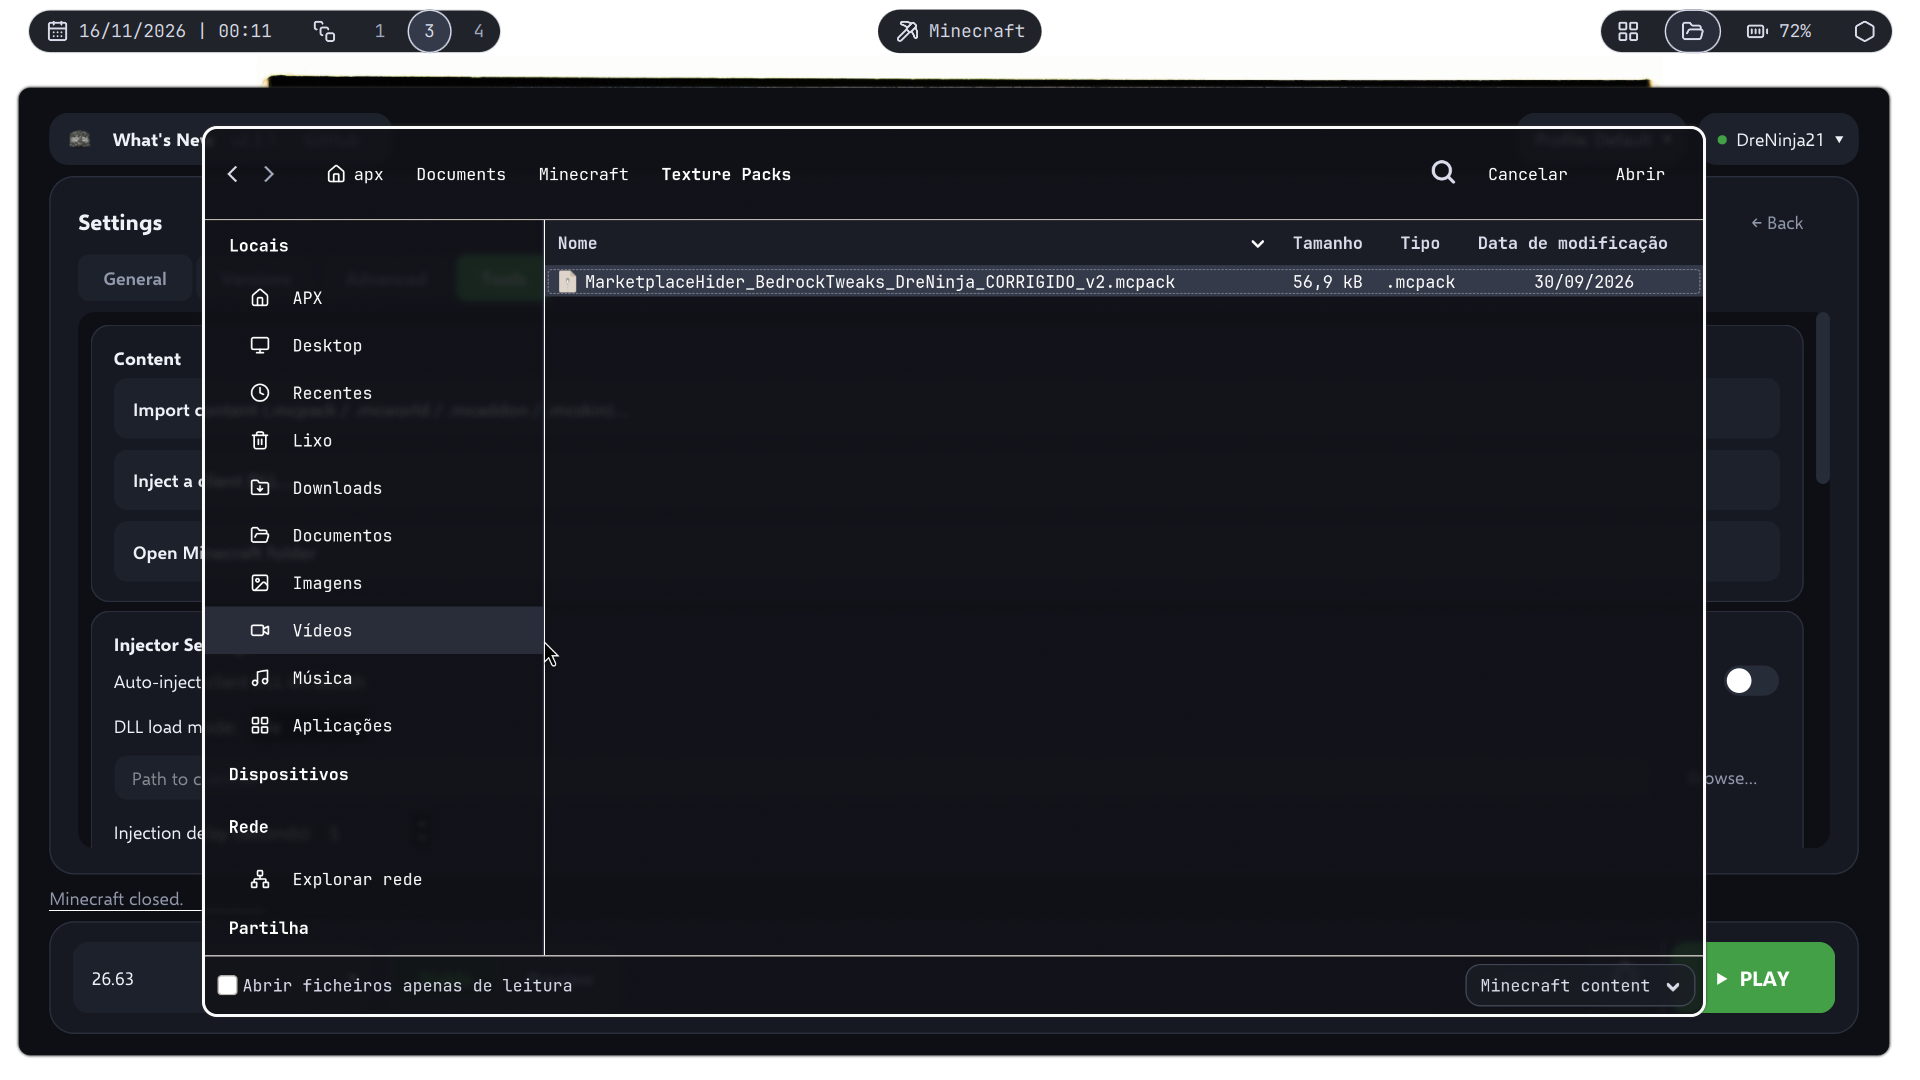 16/11/2026 | 00:11
1 3 4
Minecraft
72%
What's Ne
DreNinja21
Settings
← Back
General
Content
Import c
Inject a
Open Mi
Injector Se
Auto-inject
DLL load m
Path to c
owse...
Injection de
Minecraft closed.
26.63
PLAY
apx Documents Minecraft Texture Packs
Cancelar Abrir
Locais
APX
Desktop
Recentes
Lixo
Downloads
Documentos
Imagens
Vídeos
Música
Aplicações
Dispositivos
Rede
Explorar rede
Partilha
Nome Tamanho Tipo Data de modificação
MarketplaceHider_BedrockTweaks_DreNinja_CORRIGIDO_v2.mcpack 56,9 kB .mcpack 30/09/2026
Abrir ficheiros apenas de leitura
Minecraft content